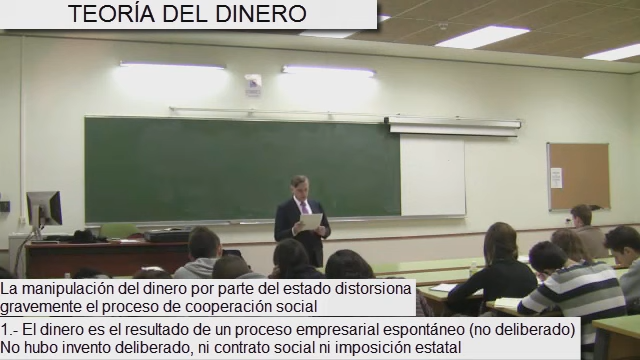 TEORÍA DEL DINERO
La manipulación del dinero por parte del estado distorsiona
gravemente el proceso de cooperación social
1.- El dinero es el resultado de un proceso empresarial espontáneo (no deliberado)
No hubo invento deliberado, ni contrato social ni imposición estatal